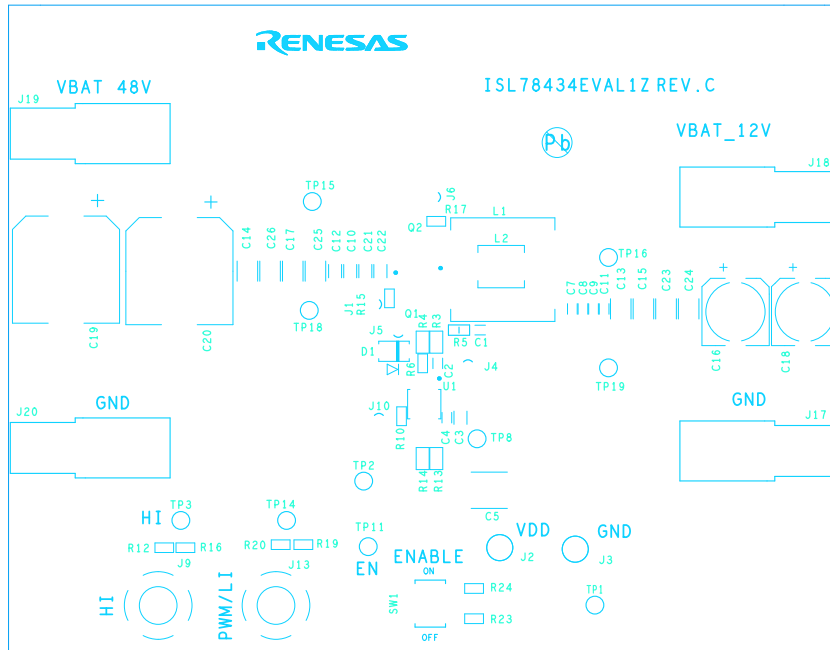 RENESAS
ISL78434EVAL1Z REV.C
VBAT 48V
J19
VBAT_12V
Pb
J18
TP15
J6
R17
L1
Q2
L2
C14
C26
C17
C25
C12
C10
C21
C22
TP16
C7
C8
C9
C11
C13
C15
C23
C24
+
+
+
+
J1
R15
TP18
Q1
R4
R3
J5
R5
C1
C19
C20
D1
R6
C2
J4
C16
C18
U1
TP19
GND
J20
J10
R10
C4
C3
TP8
GND
J17
TP2
R14
R13
C5
HI
TP3
TP14
TP11
VDD
GND
R12
R16
R20
R19
J9
J13
EN
ENABLE
J2
J3
ON
HI
PWM/LI
SW1
R24
R23
TP1
OFF